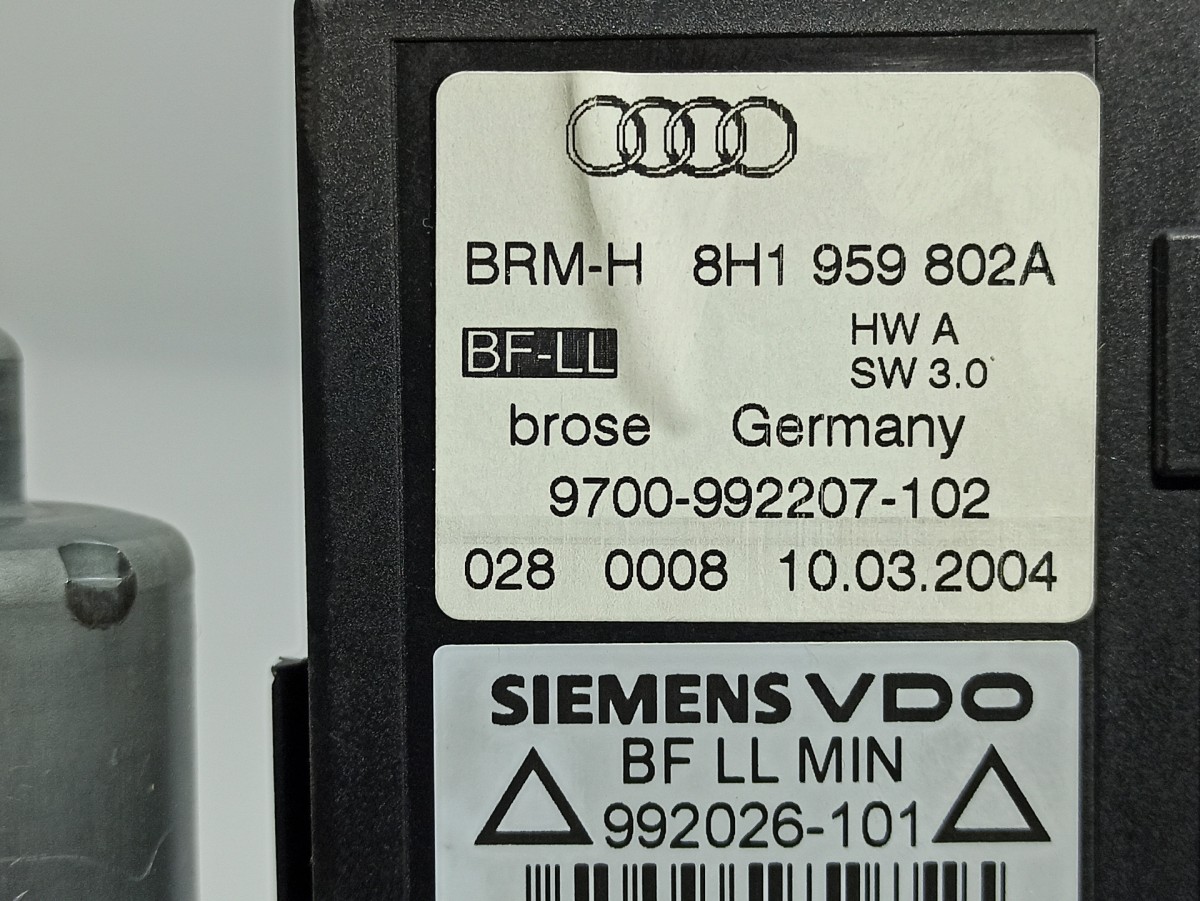 BRM-H 8H1 959 802A
BF-LL HW A
SW 3.0
brose Germany
9700-992207-102
028 0008 10.03.2004
SIEMENS VDO
BF LL MIN
992026-101